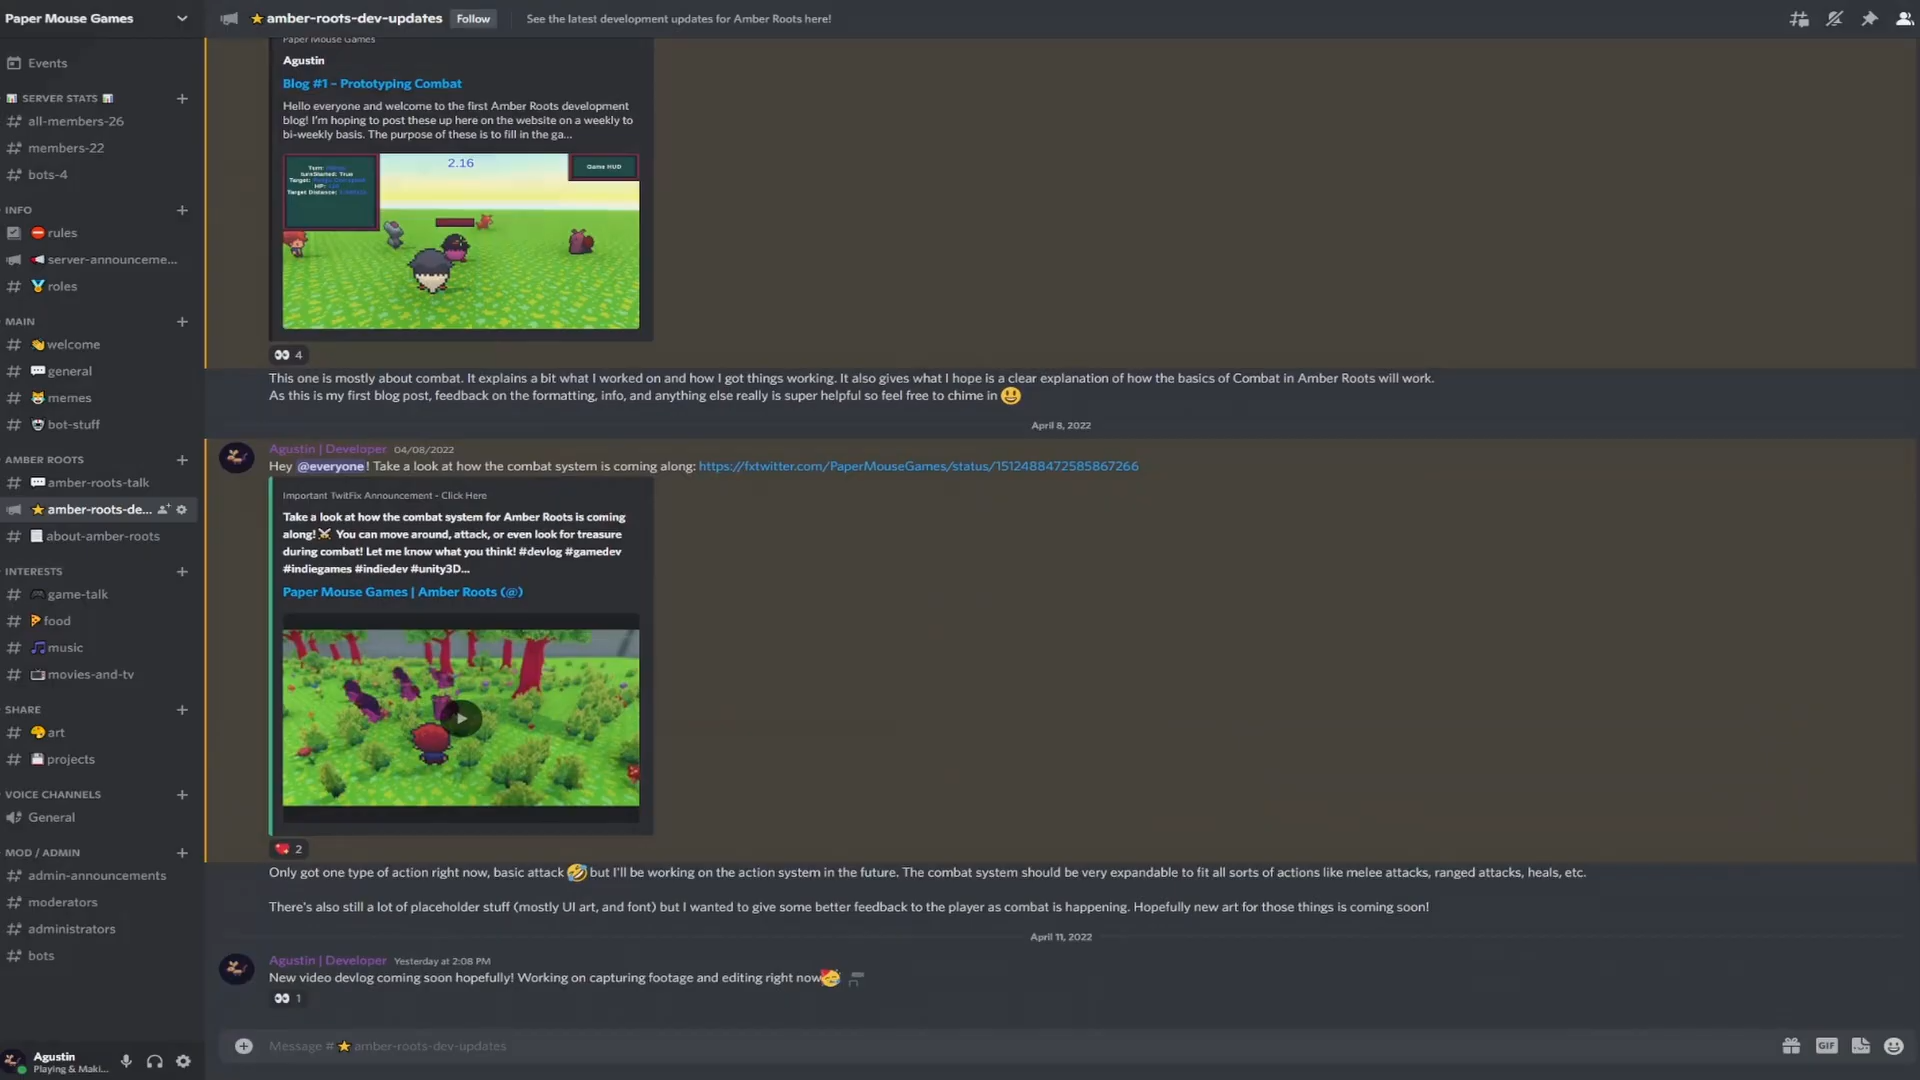 Paper Mouse Games
Events
SERVER STATS
all-members-26
members-22
bots-4
INFO
rules
server-announceme...
roles
MAIN
welcome
general
memes
bot-stuff
AMBER ROOTS
amber-roots-talk
amber-roots-de...
about-amber-roots
INTERESTS
game-talk
food
music
movies-and-tv
SHARE
art
projects
VOICE CHANNELS
General
MOD / ADMIN
admin-announcements
moderators
administrators
bots
Agustin
Playing & Maki...
⭐amber-roots-dev-updates Follow See the latest development updates for Amber Roots here!
Paper Mouse Games
Agustin
Blog #1 – Prototyping Combat
Hello everyone and welcome to the first Amber Roots development
blog! I'm hoping to post these up here on the website on a weekly to
bi-weekly basis. The purpose of these is to fill in the ga...
Turn:
turnStarted: True
Target:
HP:
Target Distance:
2.16
Game HUD
👀 4
This one is mostly about combat. It explains a bit what I worked on and how I got things working. It also gives what I hope is a clear explanation of how the basics of Combat in Amber Roots will work.
As this is my first blog post, feedback on the formatting, info, and anything else really is super helpful so feel free to chime in 😃
April 8, 2022
Agustin | Developer 04/08/2022
Hey @everyone! Take a look at how the combat system is coming along: https://fxtwitter.com/PaperMouseGames/status/1512488472585867266
Important TwitFix Announcement - Click Here
Take a look at how the combat system for Amber Roots is coming
along!⚔ You can move around, attack, or even look for treasure
during combat! Let me know what you think! #devlog #gamedev
#indiegames #indiedev #unity3D...
Paper Mouse Games | Amber Roots (@)
2
Only got one type of action right now, basic attack 🤣 but I'll be working on the action system in the future. The combat system should be very expandable to fit all sorts of actions like melee attacks, ranged attacks, heals, etc.
There's also still a lot of placeholder stuff (mostly UI art, and font) but I wanted to give some better feedback to the player as combat is happening. Hopefully new art for those things is coming soon!
April 11, 2022
Agustin | Developer Yesterday at 2:08 PM
New video devlog coming soon hopefully! Working on capturing footage and editing right now🥳
👀 1
Message #⭐amber-roots-dev-updates
GIF